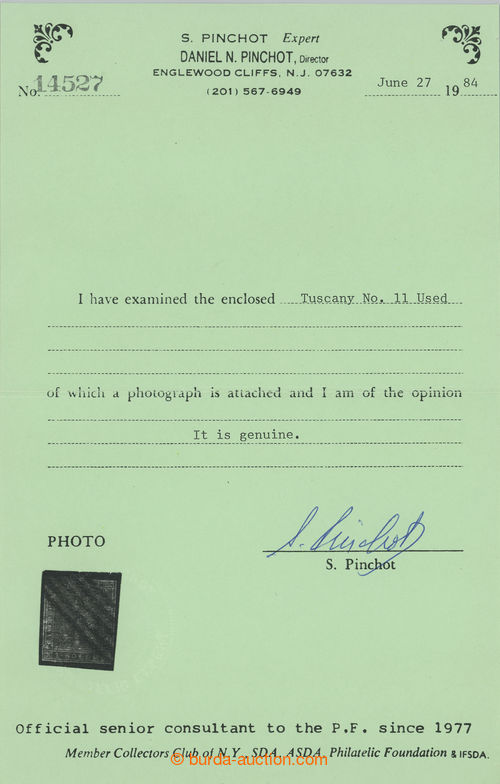 S. PINCHOT Expert
DANIEL N. PINCHOT, Director
ENGLEWOOD CLIFFS, N.J. 07632
No. 14527
(201) 567-6949
June 27 1984
I have examined the enclosed Tuscany No. 11 Used
of which a photograph is attached and I am of the opinion
It is genuine.
S. Pinchot
PHOTO
S. Pinchot
Official senior consultant to the P.F. since 1977
Member Collectors Club of N.Y., SDA, ASDA, Philatelic Foundation & IFSDA.
© burda-auction.com